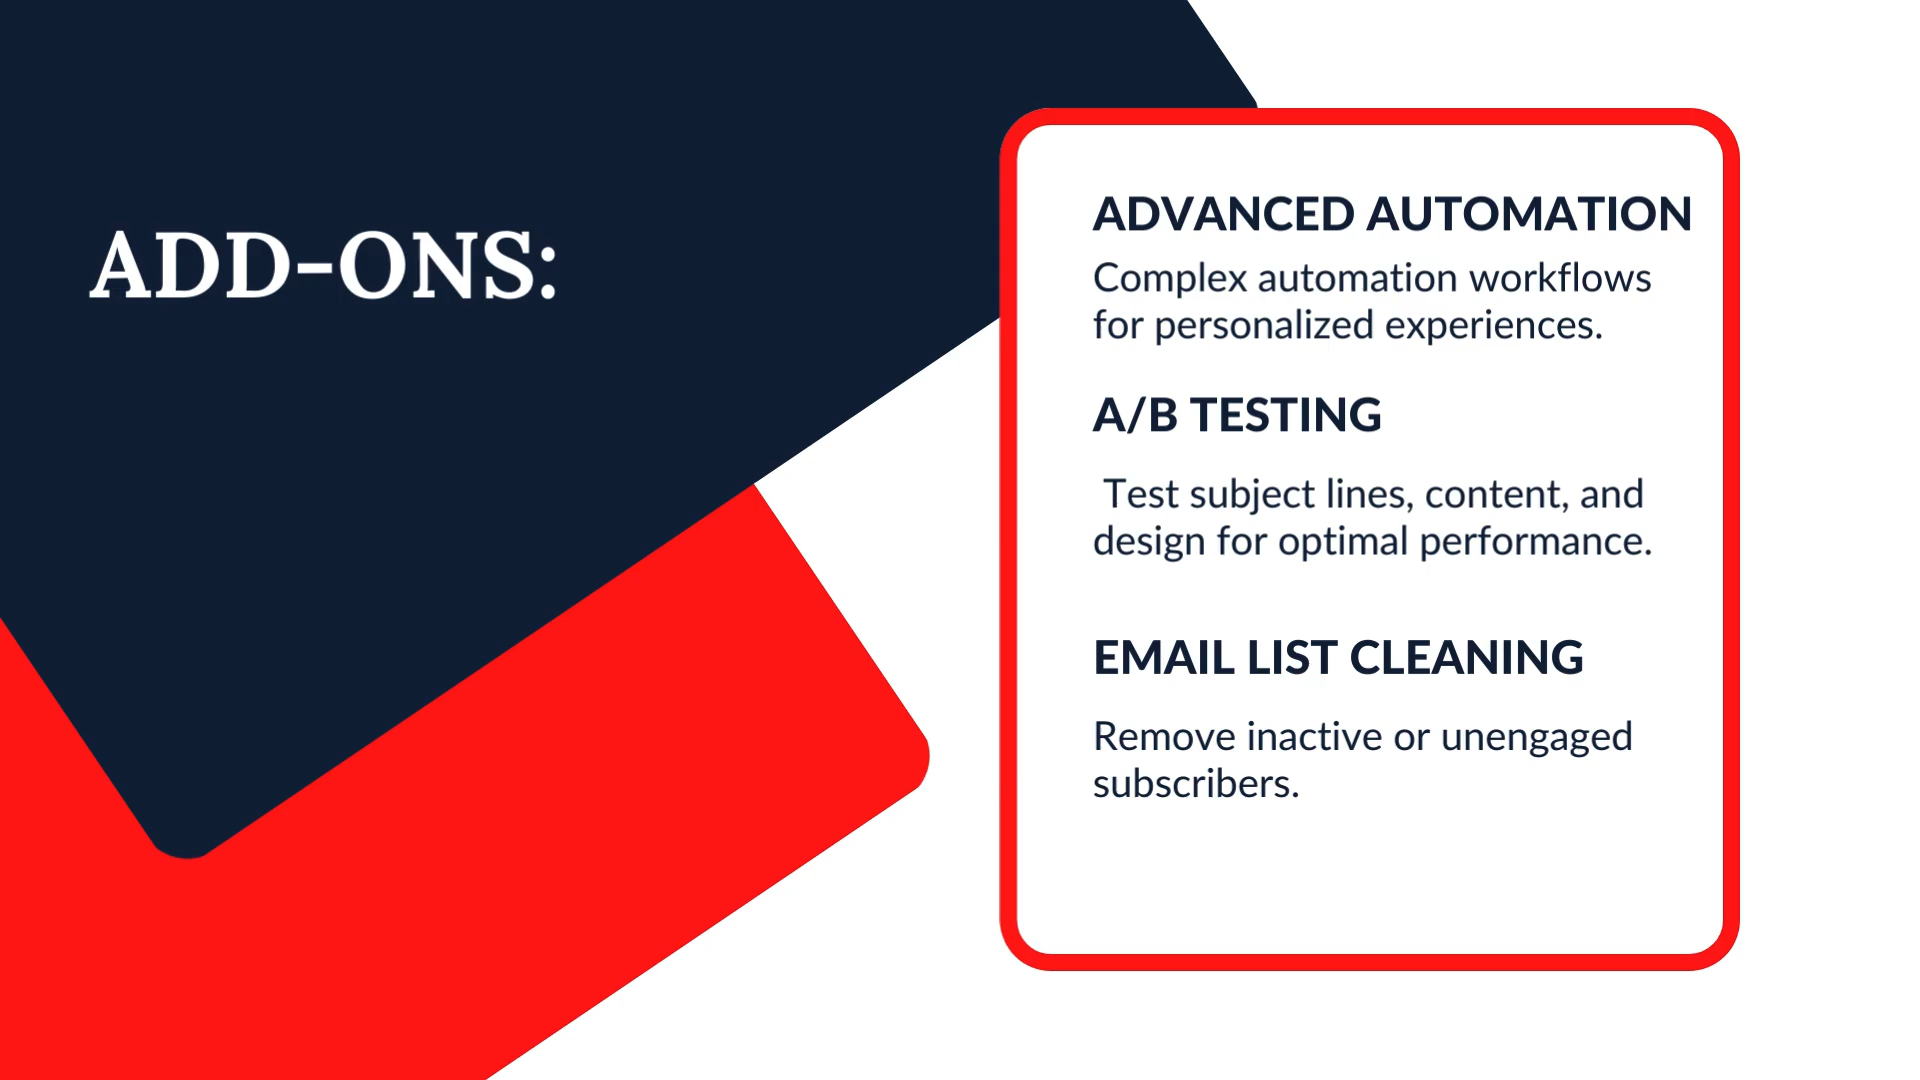 ADD-ONS:
ADVANCED AUTOMATION
Complex automation workflows
for personalized experiences.
A/B TESTING
Test subject lines, content, and
design for optimal performance.
EMAIL LIST CLEANING
Remove inactive or unengaged
subscribers.